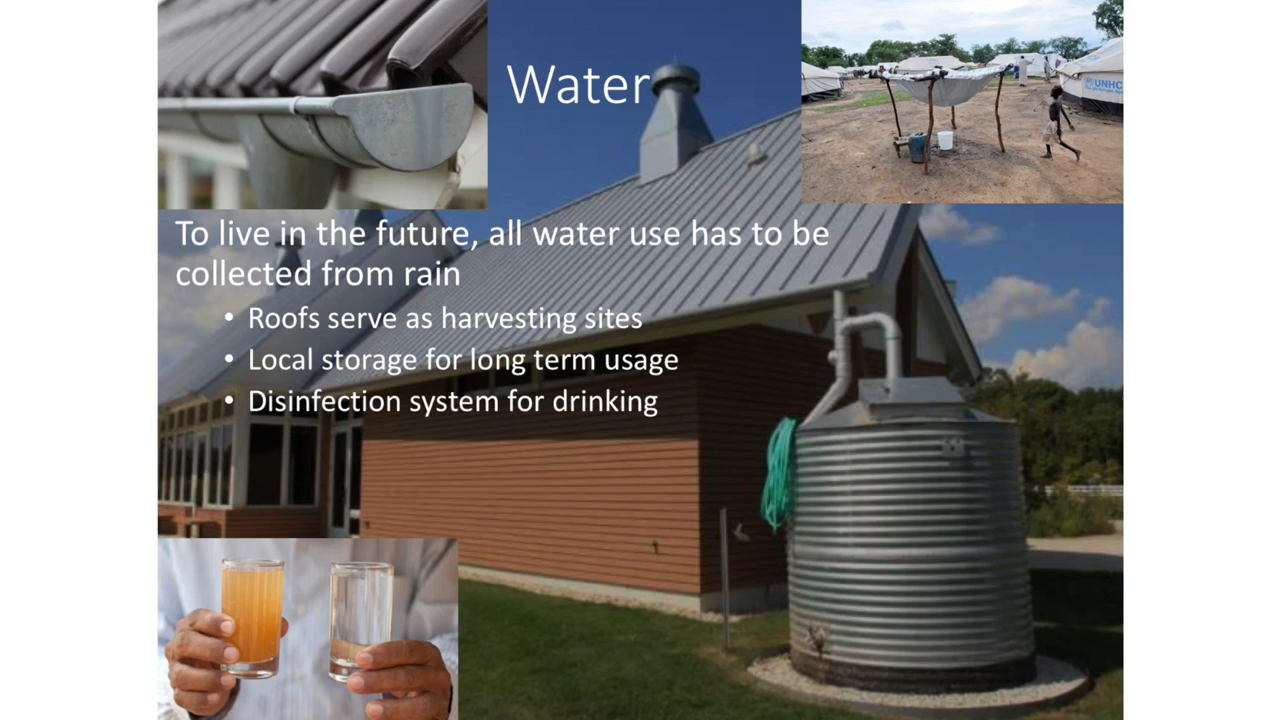 Water
UNHC
To live in the future, all water use has to be
collected from rain
• Roofs serve as harvesting sites
• Local storage for long term usage
• Disinfection system for drinking